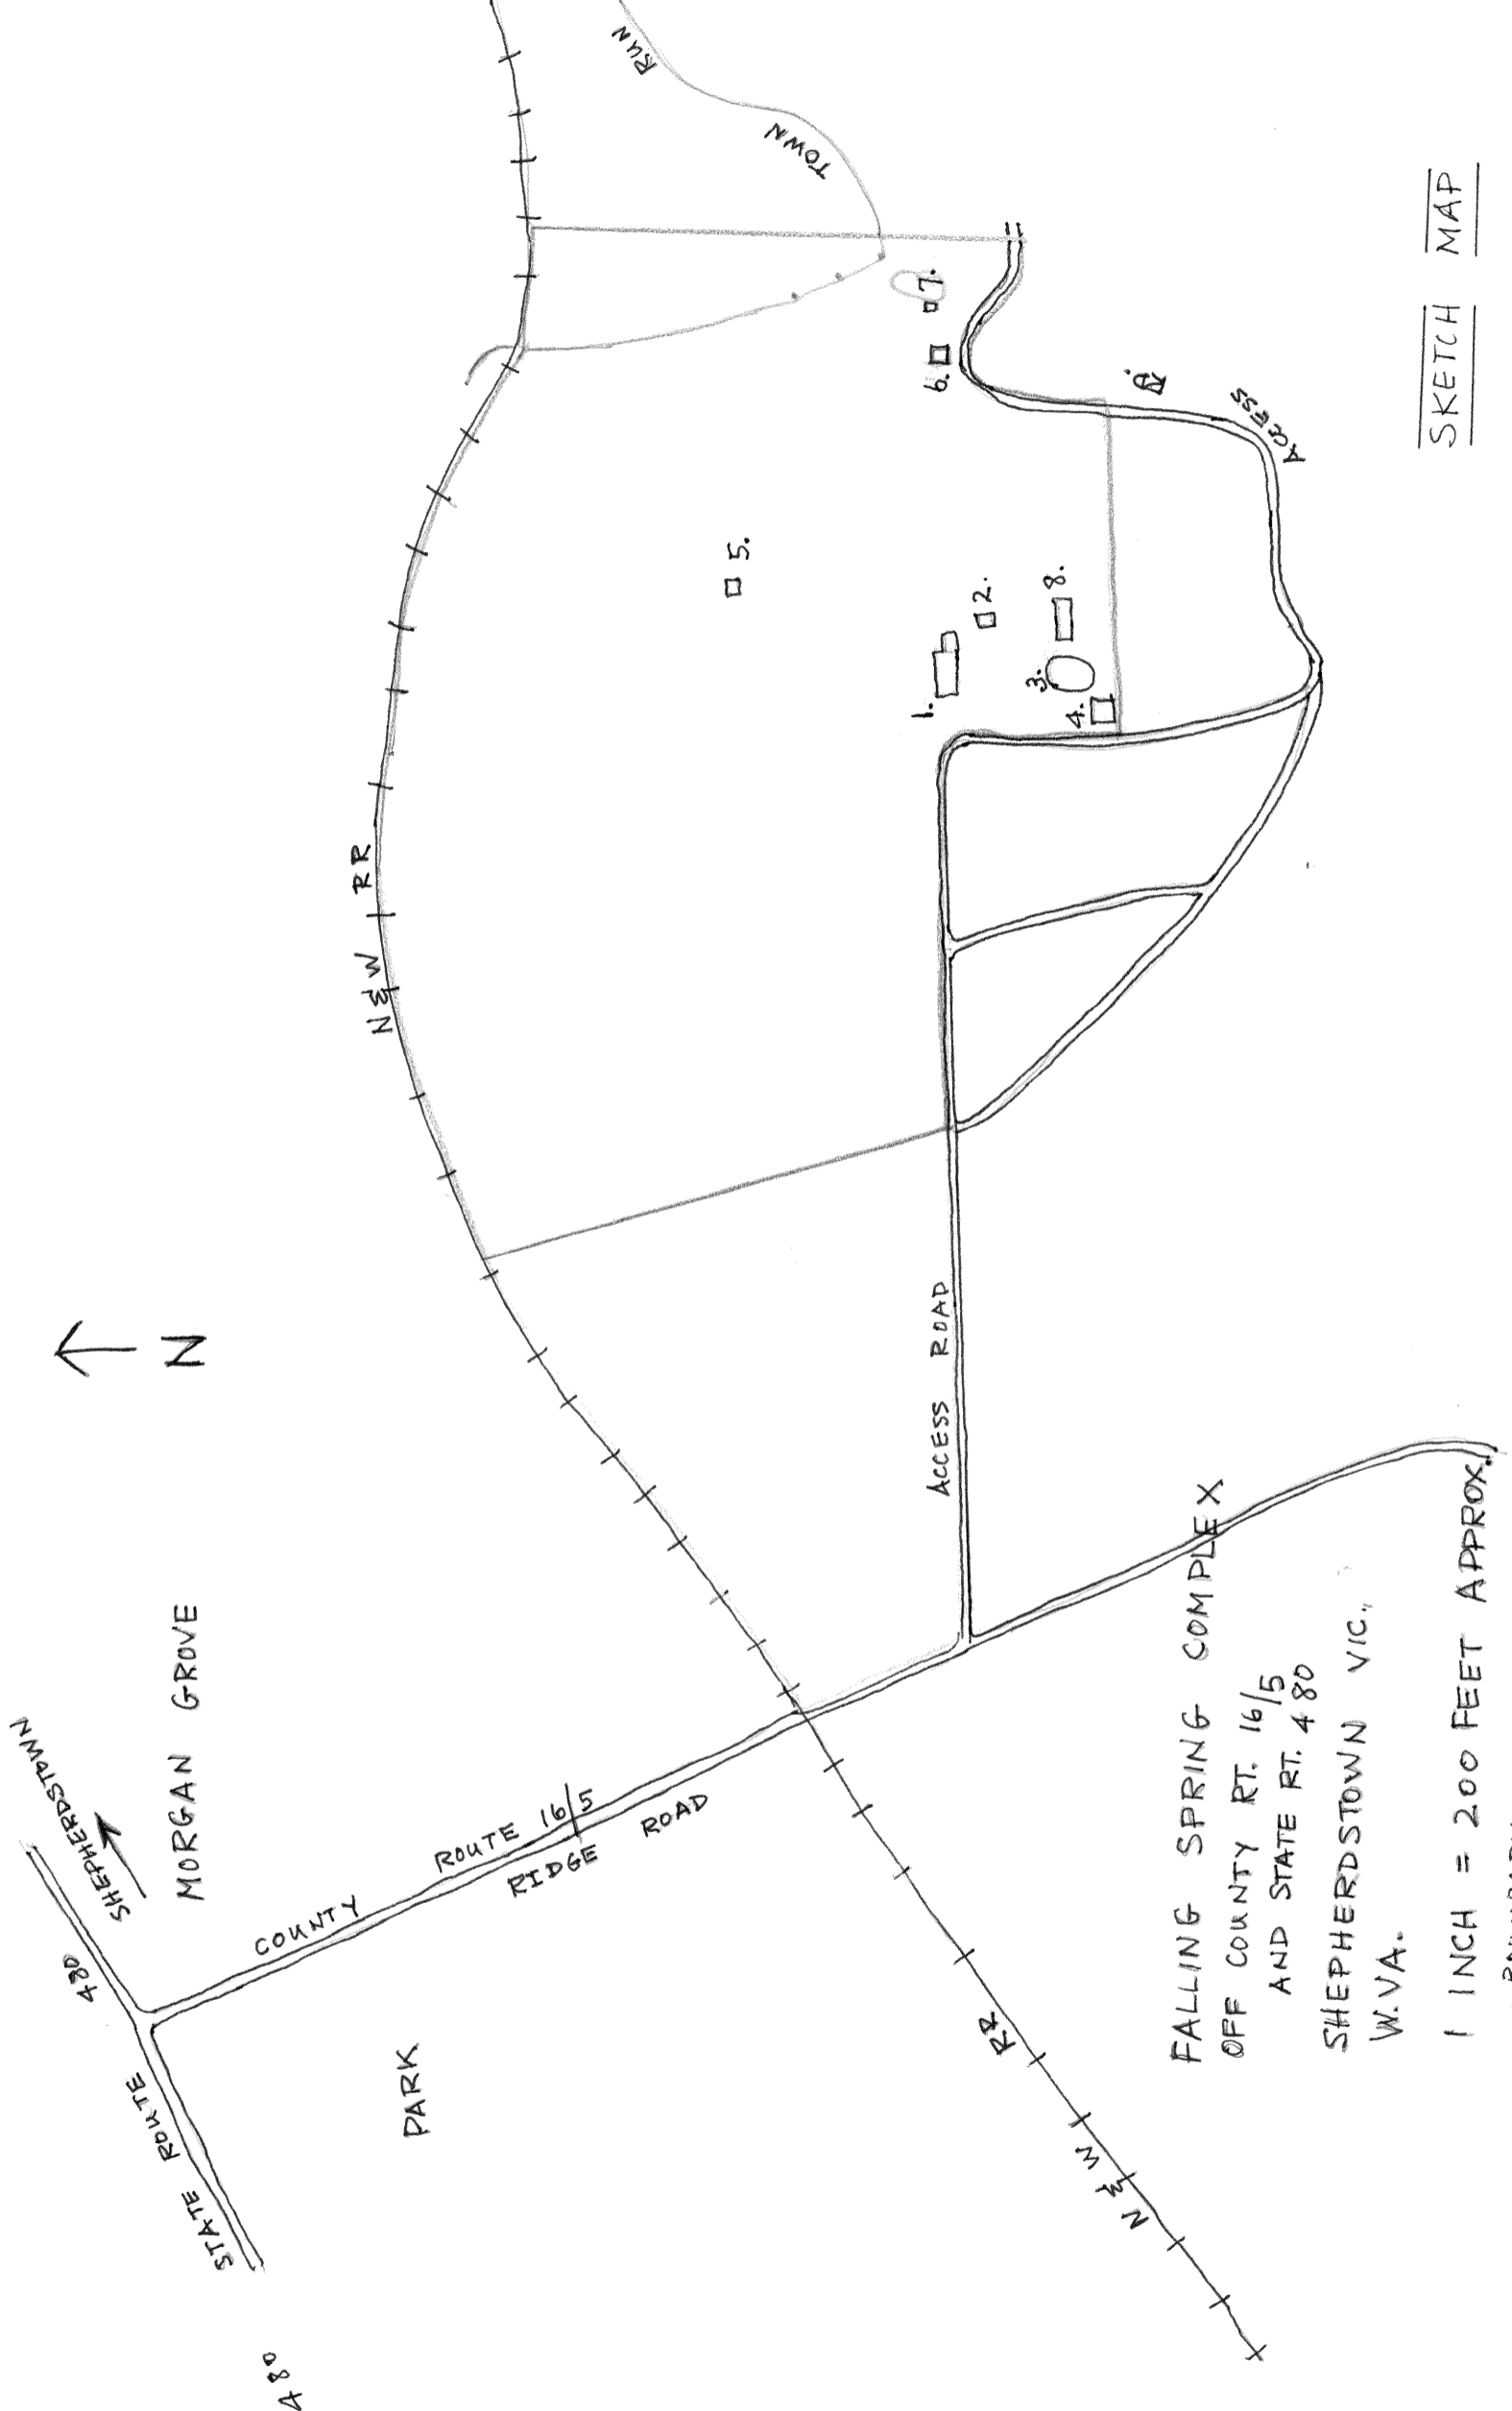 SHEPHERDSTOWN
480
STATE ROUTE
480
MORGAN GROVE
PARK
COUNTY ROUTE 16/5
RIDGE ROAD
N
N & W RR
NEW RR
TOWN RUN
ACCESS ROAD
ACCESS
1.
2.
3.
4.
5.
6.
7.
8.
FALLING SPRING COMPLEX
OFF COUNTY RT. 16/5
AND STATE RT. 480
SHEPHERDSTOWN VIC.,
W.VA.
1 INCH = 200 FEET APPROX.
SKETCH MAP